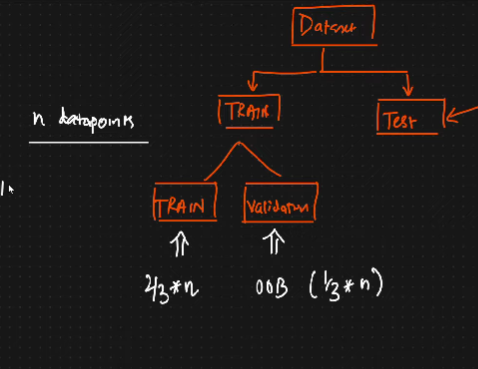 Dataset
TRAIN
Test
n datapoints
TRAIN
Validation
2/3 * n
OOB (1/3 * n)